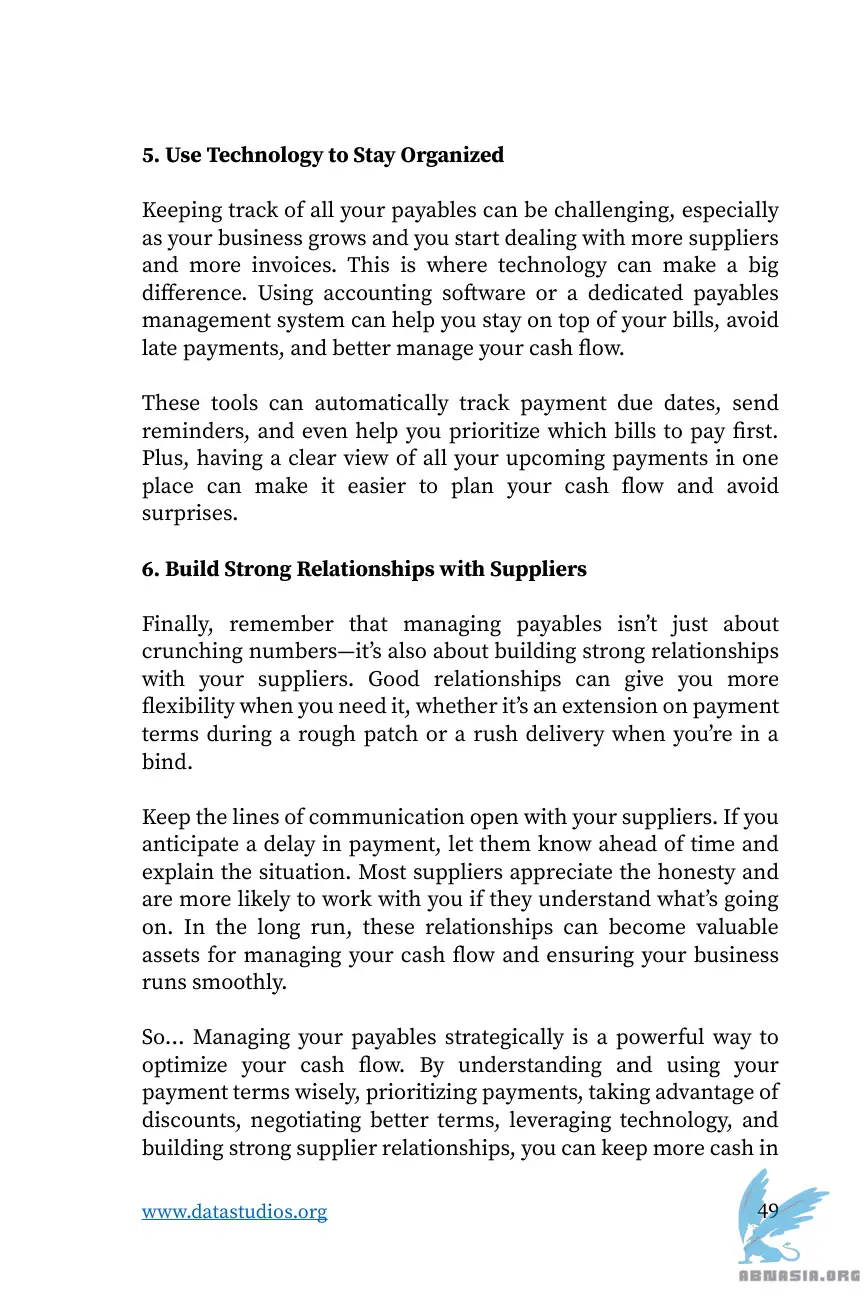 5. Use Technology to Stay Organized
Keeping track of all your payables can be challenging, especially
as your business grows and you start dealing with more suppliers
and more invoices. This is where technology can make a big
difference. Using accounting software or a dedicated payables
management system can help you stay on top of your bills, avoid
late payments, and better manage your cash flow.
These tools can automatically track payment due dates, send
reminders, and even help you prioritize which bills to pay first.
Plus, having a clear view of all your upcoming payments in one
place can make it easier to plan your cash flow and avoid
surprises.
6. Build Strong Relationships with Suppliers
Finally, remember that managing payables isn’t just about
crunching numbers—it’s also about building strong relationships
with your suppliers. Good relationships can give you more
flexibility when you need it, whether it’s an extension on payment
terms during a rough patch or a rush delivery when you’re in a
bind.
Keep the lines of communication open with your suppliers. If you
anticipate a delay in payment, let them know ahead of time and
explain the situation. Most suppliers appreciate the honesty and
are more likely to work with you if they understand what’s going
on. In the long run, these relationships can become valuable
assets for managing your cash flow and ensuring your business
runs smoothly.
So… Managing your payables strategically is a powerful way to
optimize your cash flow. By understanding and using your
payment terms wisely, prioritizing payments, taking advantage of
discounts, negotiating better terms, leveraging technology, and
building strong supplier relationships, you can keep more cash in
www.datastudios.org 49
ABNASIA.ORG